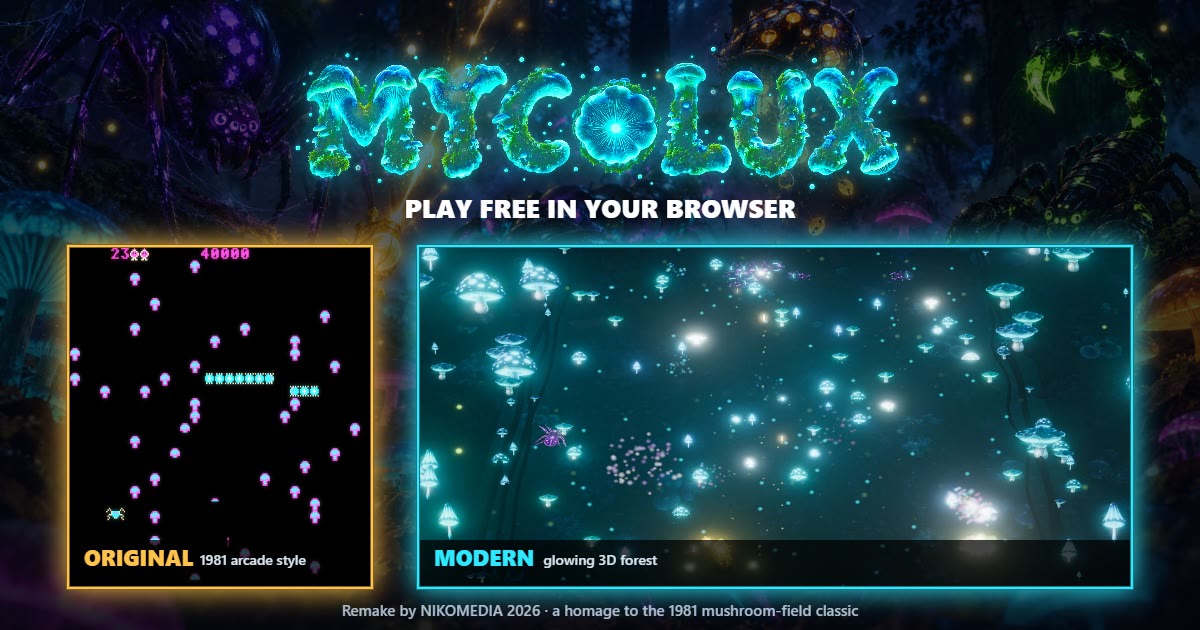 MYCOLUX
PLAY FREE IN YOUR BROWSER
23 40000
ORIGINAL 1981 arcade style
MODERN glowing 3D forest
Remake by NIKOMEDIA 2026 · a homage to the 1981 mushroom-field classic